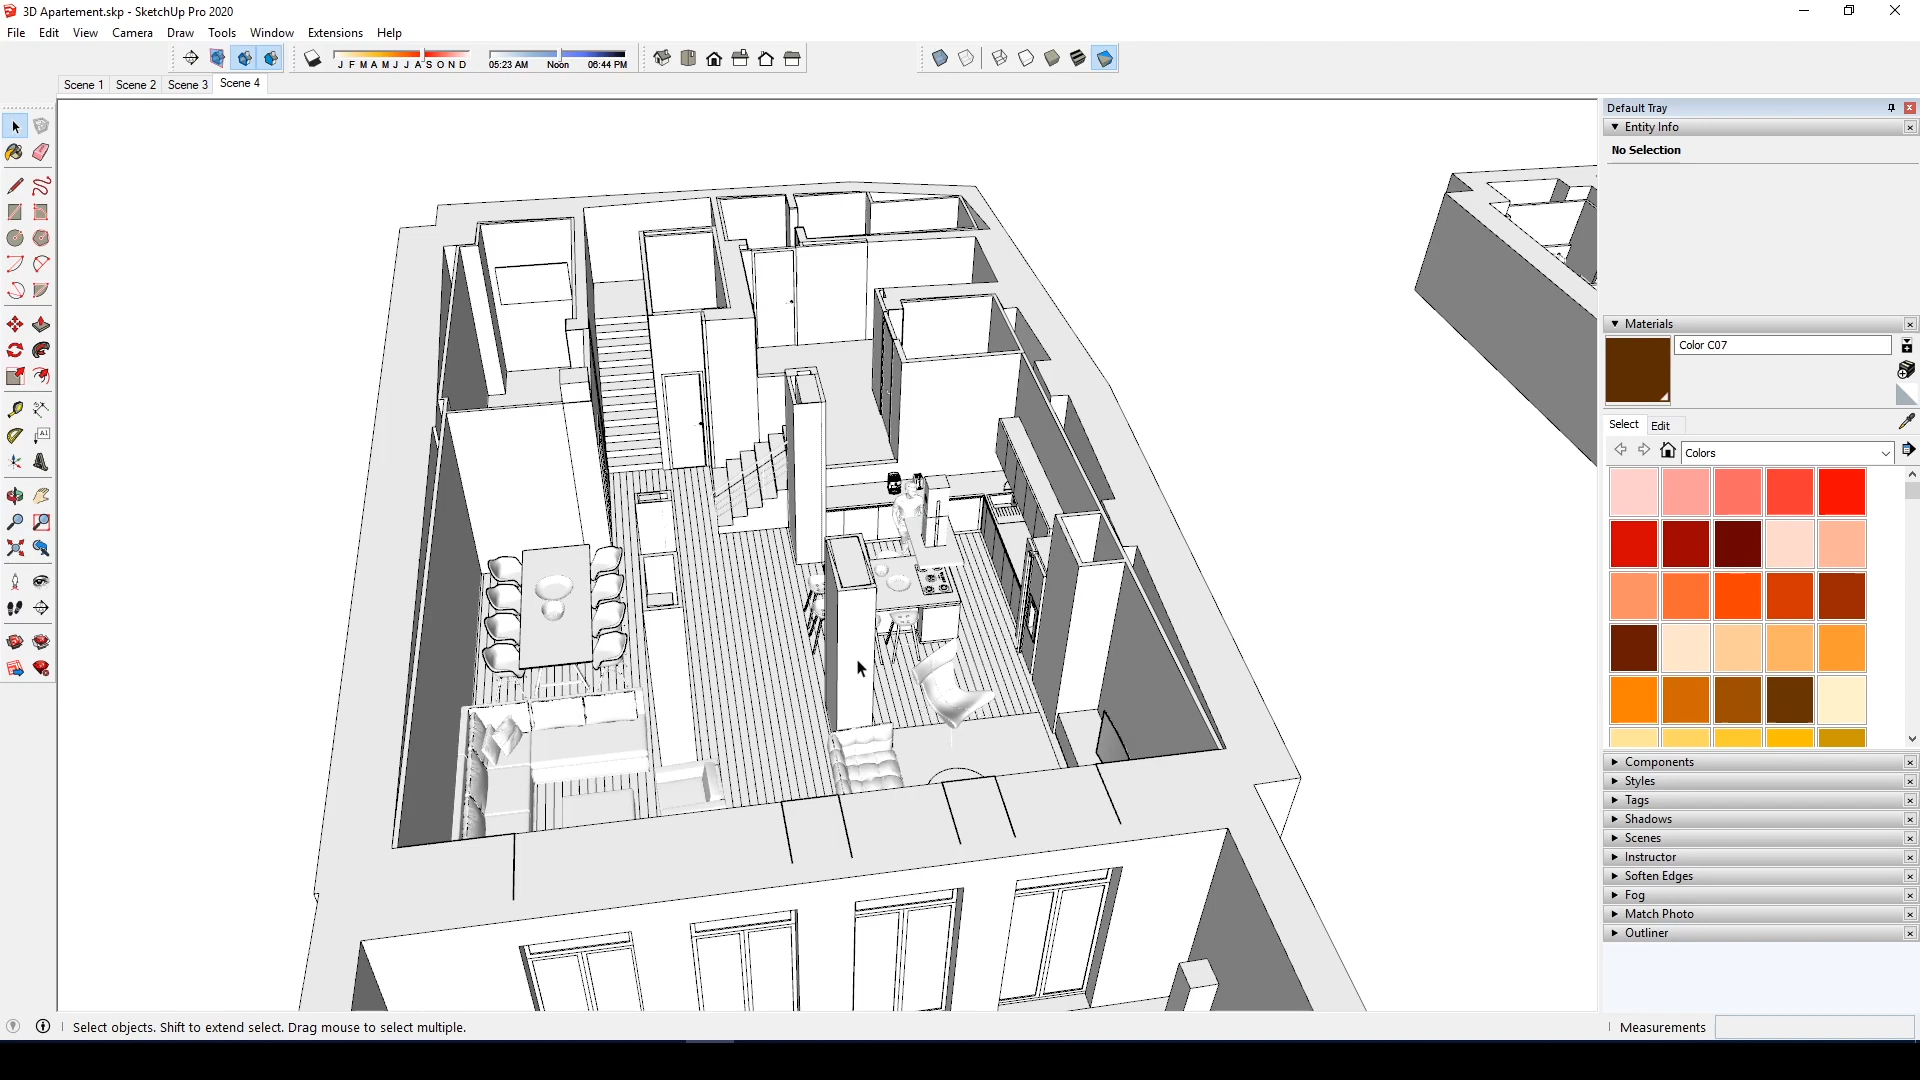 3D Apartement.skp - SketchUp Pro 2020
File Edit View Camera Draw Tools Window Extensions Help
J F M A M J J A S O N D 05:23 AM Noon 06:44 PM
Scene 1 Scene 2 Scene 3 Scene 4
Default Tray
Entity Info
No Selection
Materials
Color C07
Select Edit
Colors
Components
Styles
Tags
Shadows
Scenes
Instructor
Soften Edges
Fog
Match Photo
Outliner
Select objects. Shift to extend select. Drag mouse to select multiple.
Measurements